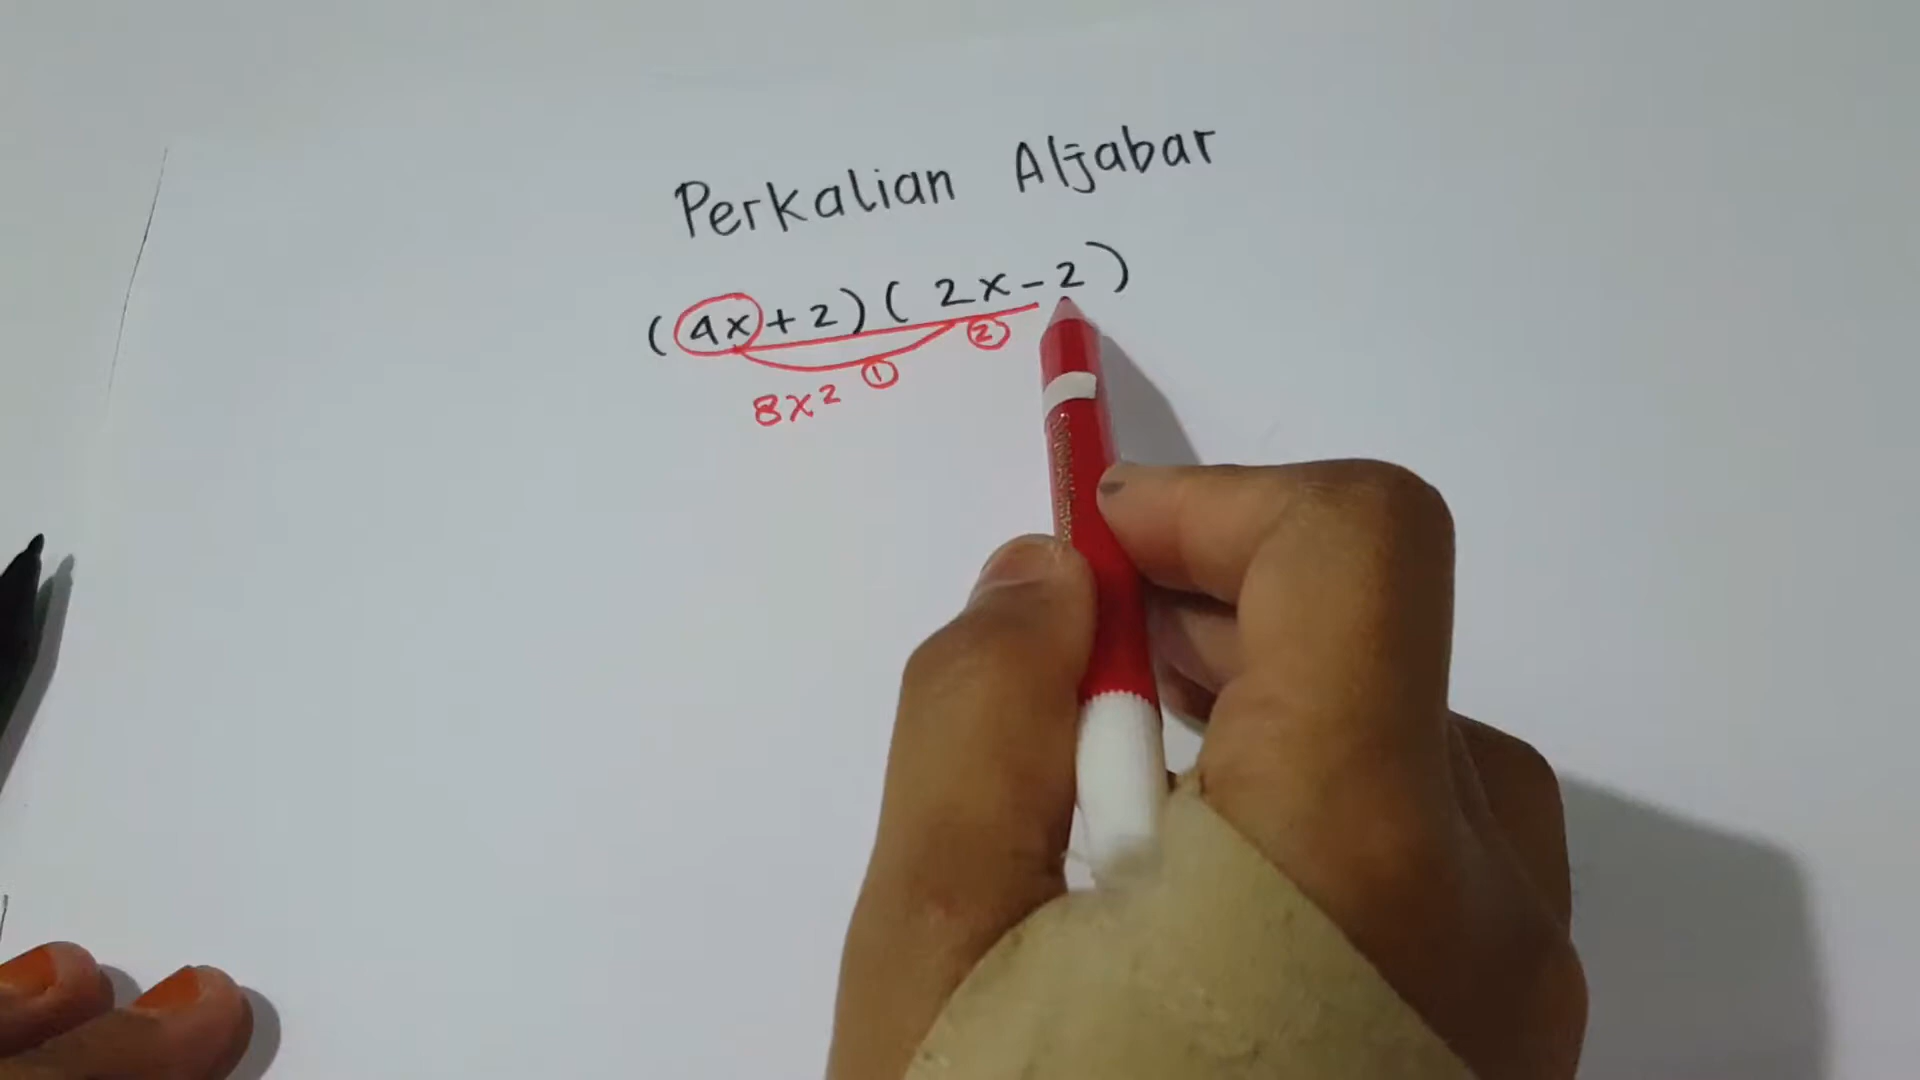 Perkalian Aljabar
(4x+2)(2x-2)
②
①
8x²